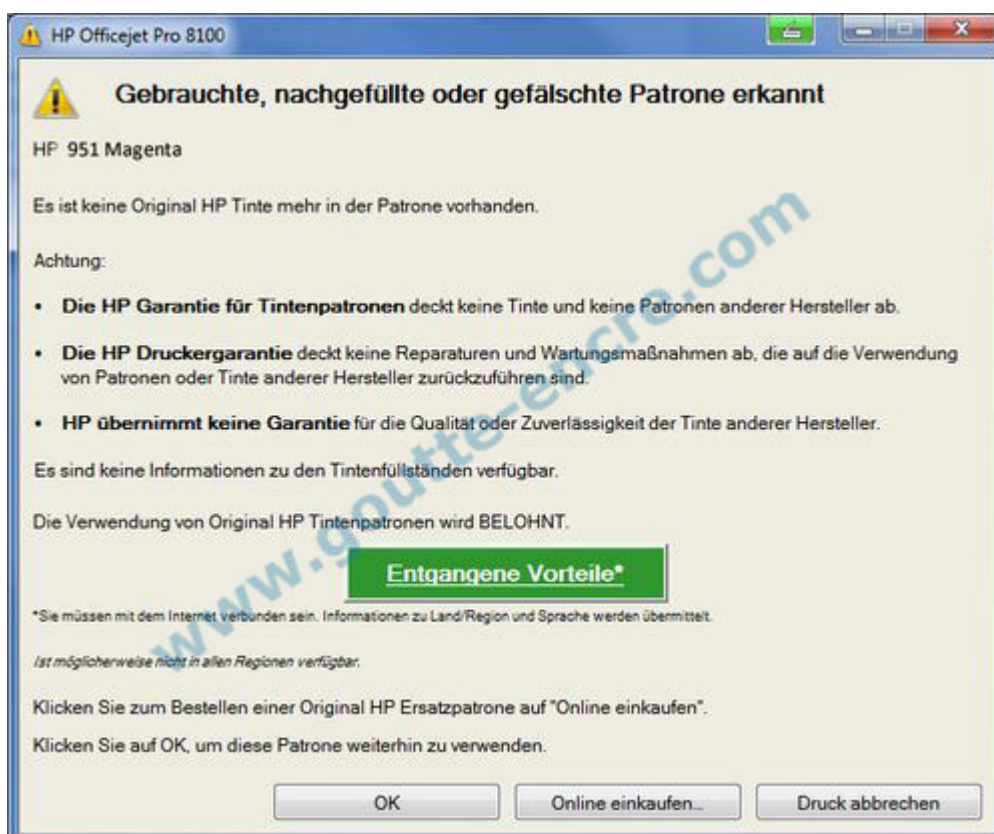 HP Officejet Pro 8100
Gebrauchte, nachgefüllte oder gefälschte Patrone erkannt
HP 951 Magenta
Es ist keine Original HP Tinte mehr in der Patrone vorhanden.
Achtung:
• Die HP Garantie für Tintenpatronen deckt keine Tinte und keine Patronen anderer Hersteller ab.
• Die HP Druckergarantie deckt keine Reparaturen und Wartungsmaßnahmen ab, die auf die Verwendung
von Patronen oder Tinte anderer Hersteller zurückzuführen sind.
• HP übernimmt keine Garantie für die Qualität oder Zuverlässigkeit der Tinte anderer Hersteller.
Es sind keine Informationen zu den Tintenfüllständen verfügbar.
Die Verwendung von Original HP Tintenpatronen wird BELOHNT.
Entgangene Vorteile*
*Sie müssen mit dem Internet verbunden sein. Informationen zu Land/Region und Sprache werden übermittelt.
Ist möglicherweise nicht in allen Regionen verfügbar.
Klicken Sie zum Bestellen einer Original HP Ersatzpatrone auf "Online einkaufen".
Klicken Sie auf OK, um diese Patrone weiterhin zu verwenden.
OK Online einkaufen... Druck abbrechen
www.goutte-encre.com